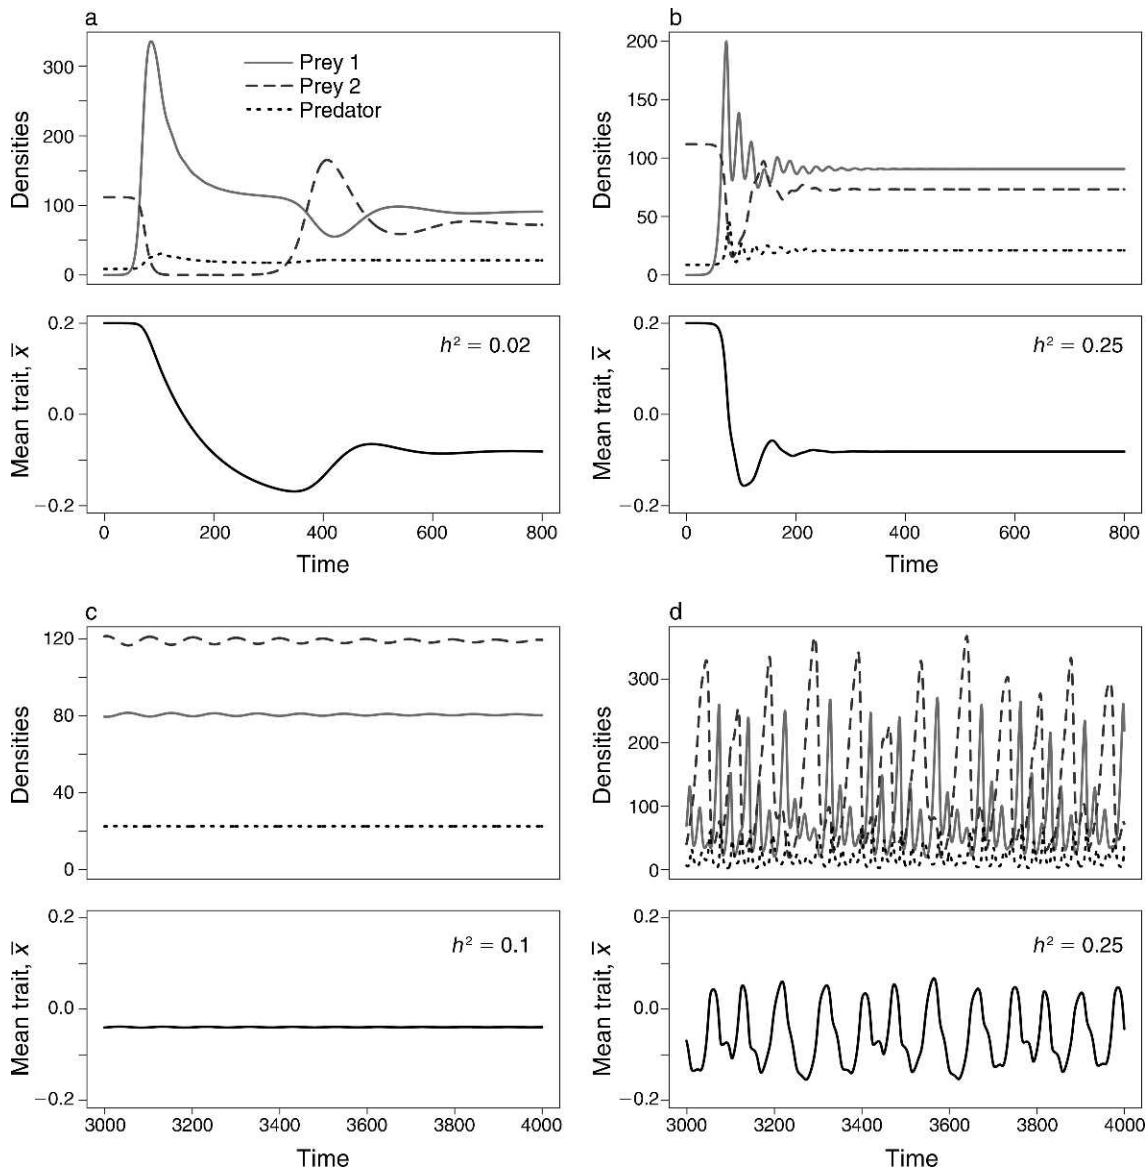 a
Densities
300
200
100
0
Prey 1
Prey 2
Predator
Mean trait, x̅
0.2
0.0
−0.2
h² = 0.02
0 200 400 600 800
Time
b
Densities
200
150
100
50
0
Mean trait, x̅
0.2
0.0
−0.2
h² = 0.25
0 200 400 600 800
Time
c
Densities
120
80
40
0
Mean trait, x̅
0.2
0.0
−0.2
h² = 0.1
3000 3200 3400 3600 3800 4000
Time
d
Densities
300
200
100
0
Mean trait, x̅
0.2
0.0
−0.2
h² = 0.25
3000 3200 3400 3600 3800 4000
Time